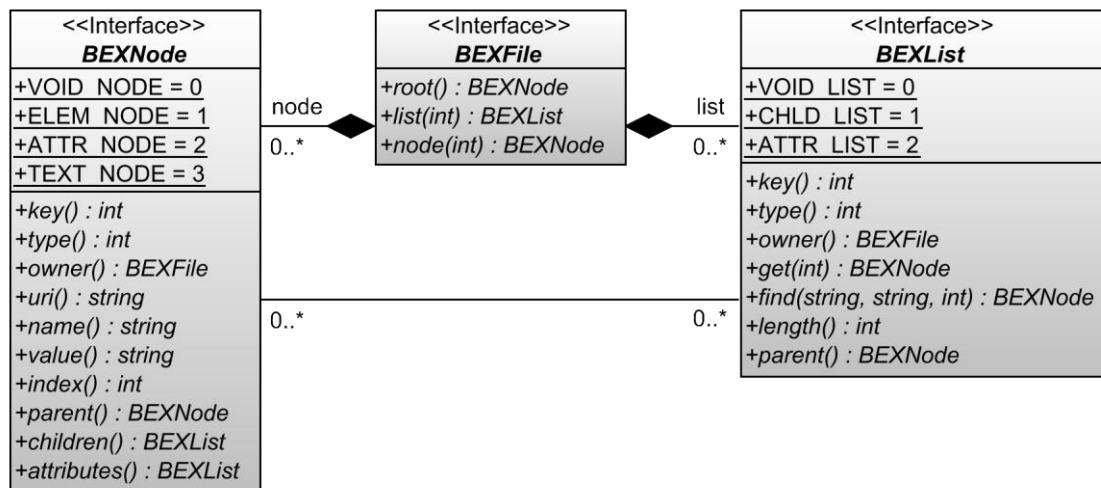 <<Interface>>
BEXNode
+VOID_NODE = 0
+ELEM_NODE = 1
+ATTR_NODE = 2
+TEXT_NODE = 3
+key() : int
+type() : int
+owner() : BEXFile
+uri() : string
+name() : string
+value() : string
+index() : int
+parent() : BEXNode
+children() : BEXList
+attributes() : BEXList
node
0..*
0..*
<<Interface>>
BEXFile
+root() : BEXNode
+list(int) : BEXList
+node(int) : BEXNode
list
0..*
0..*
<<Interface>>
BEXList
+VOID_LIST = 0
+CHLD_LIST = 1
+ATTR_LIST = 2
+key() : int
+type() : int
+owner() : BEXFile
+get(int) : BEXNode
+find(string, string, int) : BEXNode
+length() : int
+parent() : BEXNode